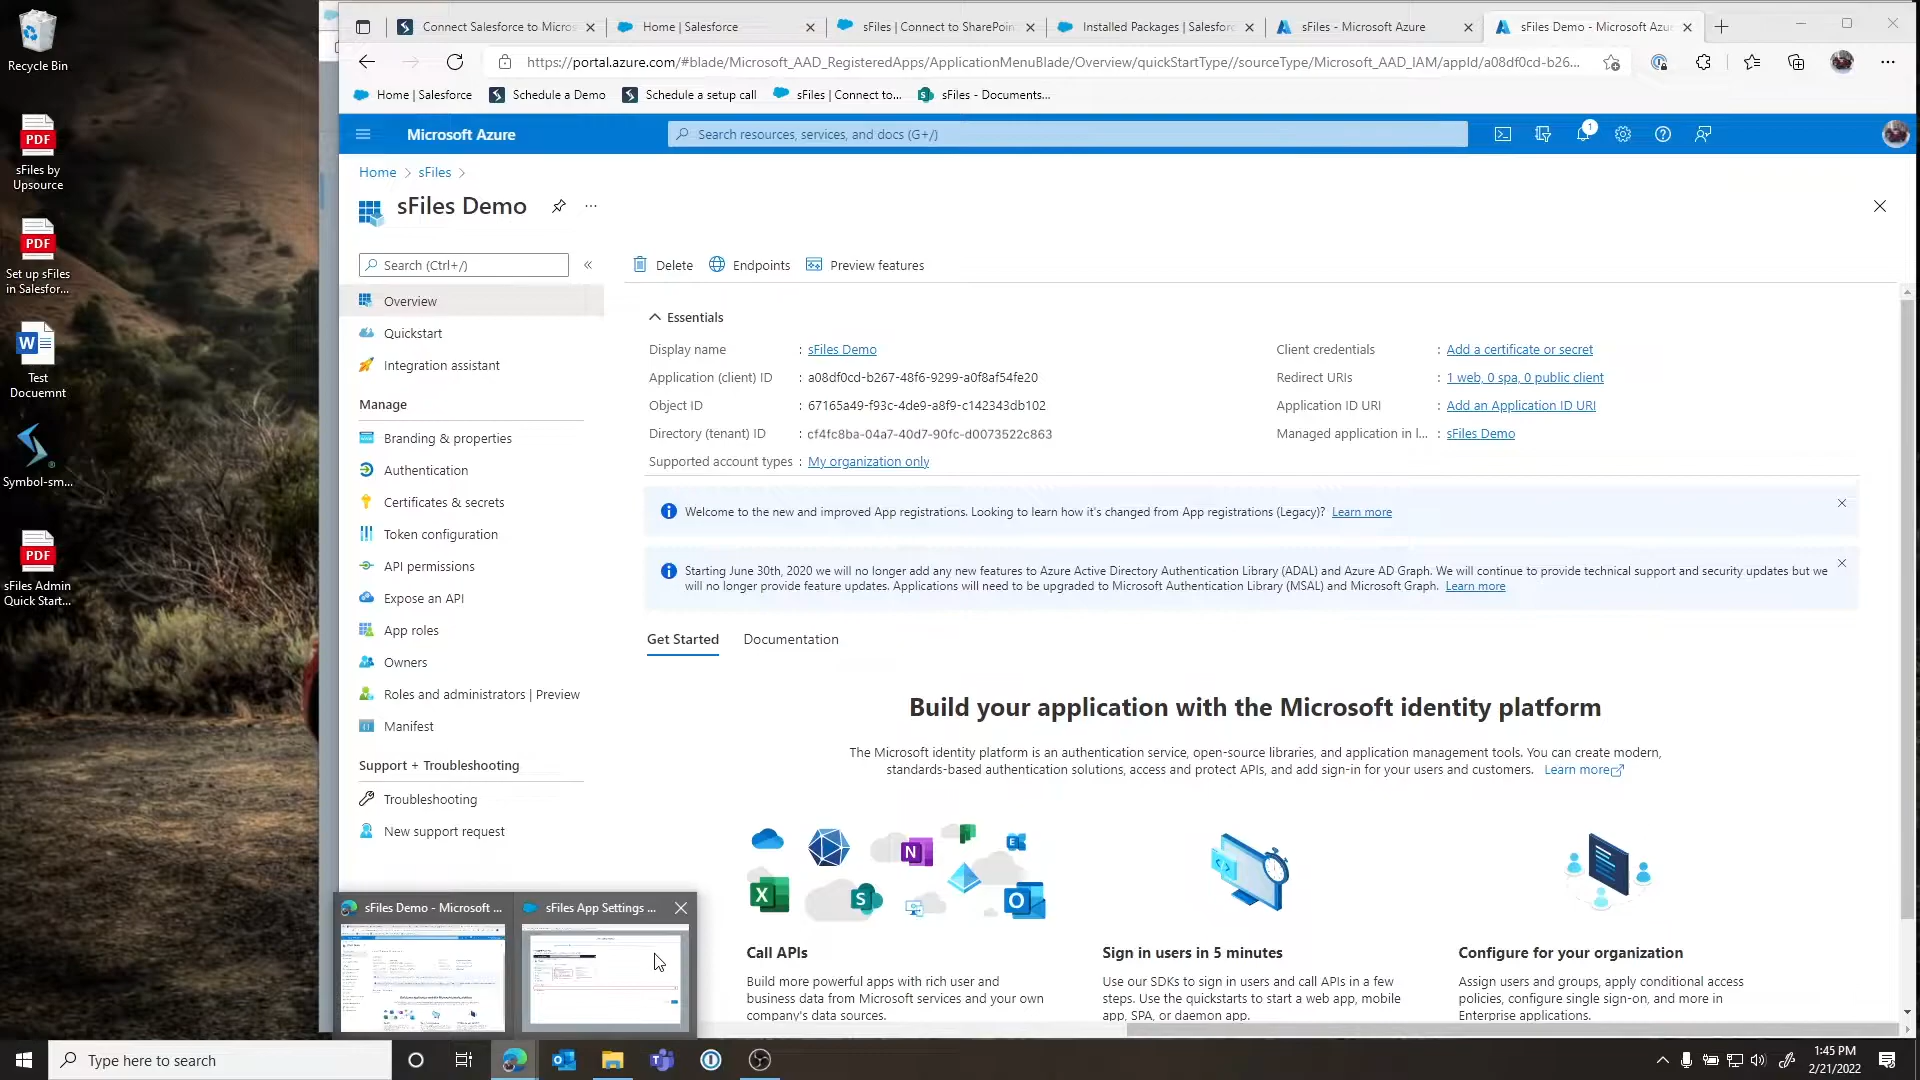 Recycle Bin
sFiles by
Upsource
Set up sFiles
in Salesfor...
Test
Docuemnt
Symbol-sm...
sFiles Admin
Quick Start...
Connect Salesforce to Micros
Home | Salesforce
sFiles | Connect to SharePoin
Installed Packages | Salesforc
sFiles - Microsoft Azure
sFiles Demo - Microsoft Azu
https://portal.azure.com/#blade/Microsoft_AAD_RegisteredApps/ApplicationMenuBlade/Overview/quickStartType//sourceType/Microsoft_AAD_IAM/appId/a08df0cd-b26...
Home | Salesforce
Schedule a Demo
Schedule a setup call
sFiles | Connect to...
sFiles - Documents...
Microsoft Azure
Search resources, services, and docs (G+/)
1
Home > sFiles >
sFiles Demo
Search (Ctrl+/)
Delete
Endpoints
Preview features
Overview
Quickstart
Integration assistant
Manage
Branding & properties
Authentication
Certificates & secrets
Token configuration
API permissions
Expose an API
App roles
Owners
Roles and administrators | Preview
Manifest
Support + Troubleshooting
Troubleshooting
New support request
Essentials
Display name : sFiles Demo
Application (client) ID : a08df0cd-b267-48f6-9299-a0f8af54fe20
Object ID : 67165a49-f93c-4de9-a8f9-c142343db102
Directory (tenant) ID : cf4fc8ba-04a7-40d7-90fc-d0073522c863
Supported account types : My organization only
Client credentials : Add a certificate or secret
Redirect URIs : 1 web, 0 spa, 0 public client
Application ID URI : Add an Application ID URI
Managed application in l... : sFiles Demo
Welcome to the new and improved App registrations. Looking to learn how it's changed from App registrations (Legacy)? Learn more
Starting June 30th, 2020 we will no longer add any new features to Azure Active Directory Authentication Library (ADAL) and Azure AD Graph. We will continue to provide technical support and security updates but we
will no longer provide feature updates. Applications will need to be upgraded to Microsoft Authentication Library (MSAL) and Microsoft Graph. Learn more
Get Started
Documentation
Build your application with the Microsoft identity platform
The Microsoft identity platform is an authentication service, open-source libraries, and application management tools. You can create modern,
standards-based authentication solutions, access and protect APIs, and add sign-in for your users and customers. Learn more
Call APIs
Build more powerful apps with rich user and
business data from Microsoft services and your own
company's data sources.
Sign in users in 5 minutes
Use our SDKs to sign in users and call APIs in a few
steps. Use the quickstarts to start a web app, mobile
app, SPA, or daemon app.
Configure for your organization
Assign users and groups, apply conditional access
policies, configure single sign-on, and more in
Enterprise applications.
sFiles Demo - Microsoft ...
sFiles App Settings ...
Type here to search
1:45 PM
2/21/2022